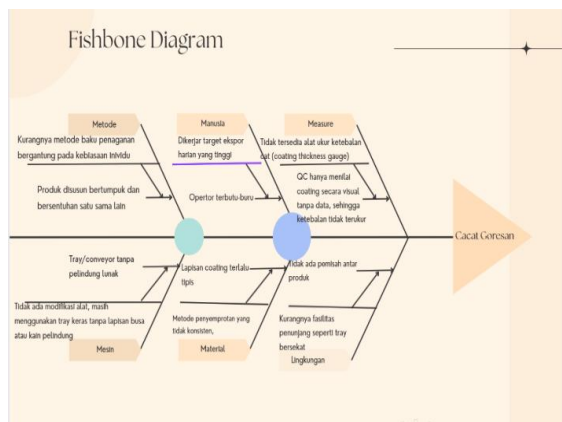 Fishbone Diagram
Metode
Manusia
Measure
Kurangnya metode baku penaganan
bergantung pada kebiasaan inividu
Dikerjar target ekspor
harian yang tinggi
Tidak tersedia alat ukur ketebalan
cat (coating thickness gauge)
Produk disusun bertumpuk dan
bersentuhan satu sama lain
Opertor terbutu-buru
QC hanya menilai
coating secara visual
tanpa data, sehingga
ketebalan tidak terukur
Cacat Goresan
Tray/conveyor tanpa
pelindung lunak
Lapisan coating terlalu
tipis
Tidak ada pemisah antar
produk
Tidak ada modifikasi alat, masih
menggunakan tray keras tanpa lapisan busa
atau kain pelindung
Metode penyemprotan yang
tidak konsisten,
Kurangnya fasilitas
penunjang seperti tray
bersekat
Mesin
Material
Lingkungan